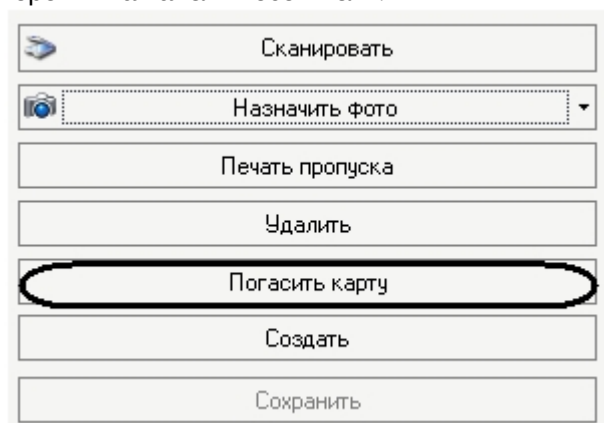 Сканировать
Назначить фото
Печать пропуска
Удалить
Погасить карту
Создать
Сохранить